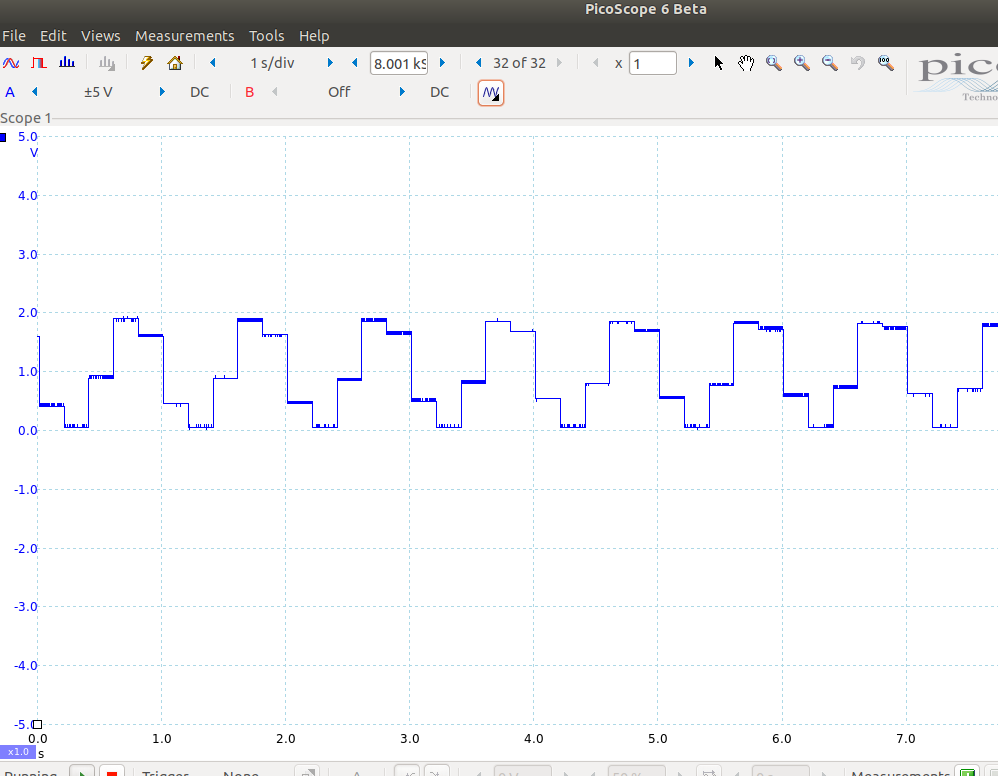 PicoScope 6 Beta
File Edit Views Measurements Tools Help
1 s/div 8.001 kS 32 of 32 x 1
A ±5 V DC B Off DC
pico
Techno
Scope 1
5.0
V
4.0
3.0
2.0
1.0
0.0
-1.0
-2.0
-3.0
-4.0
-5.0
0.0 1.0 2.0 3.0 4.0 5.0 6.0 7.0
x1.0 s
Running Trigger None A 0 V 50 % 0 s Measurements